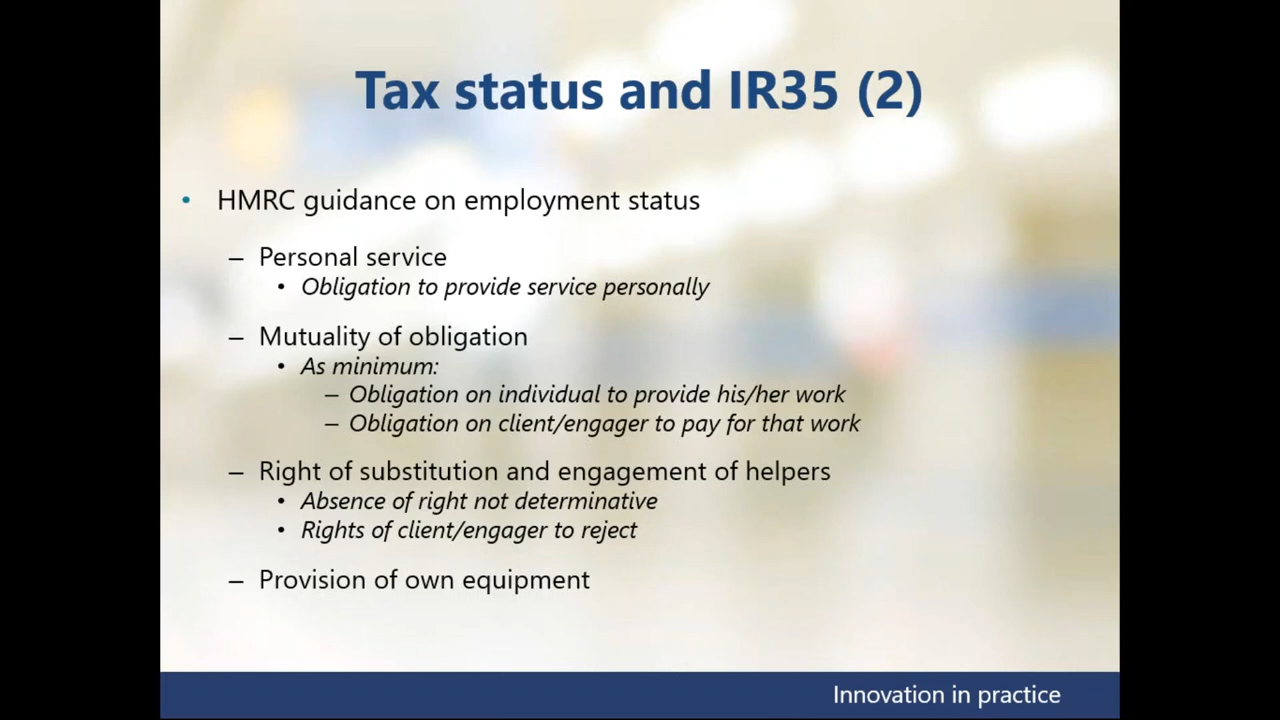 Tax status and IR35 (2)
• HMRC guidance on employment status
– Personal service
• Obligation to provide service personally
– Mutuality of obligation
• As minimum:
– Obligation on individual to provide his/her work
– Obligation on client/engager to pay for that work
– Right of substitution and engagement of helpers
• Absence of right not determinative
• Rights of client/engager to reject
– Provision of own equipment
Innovation in practice